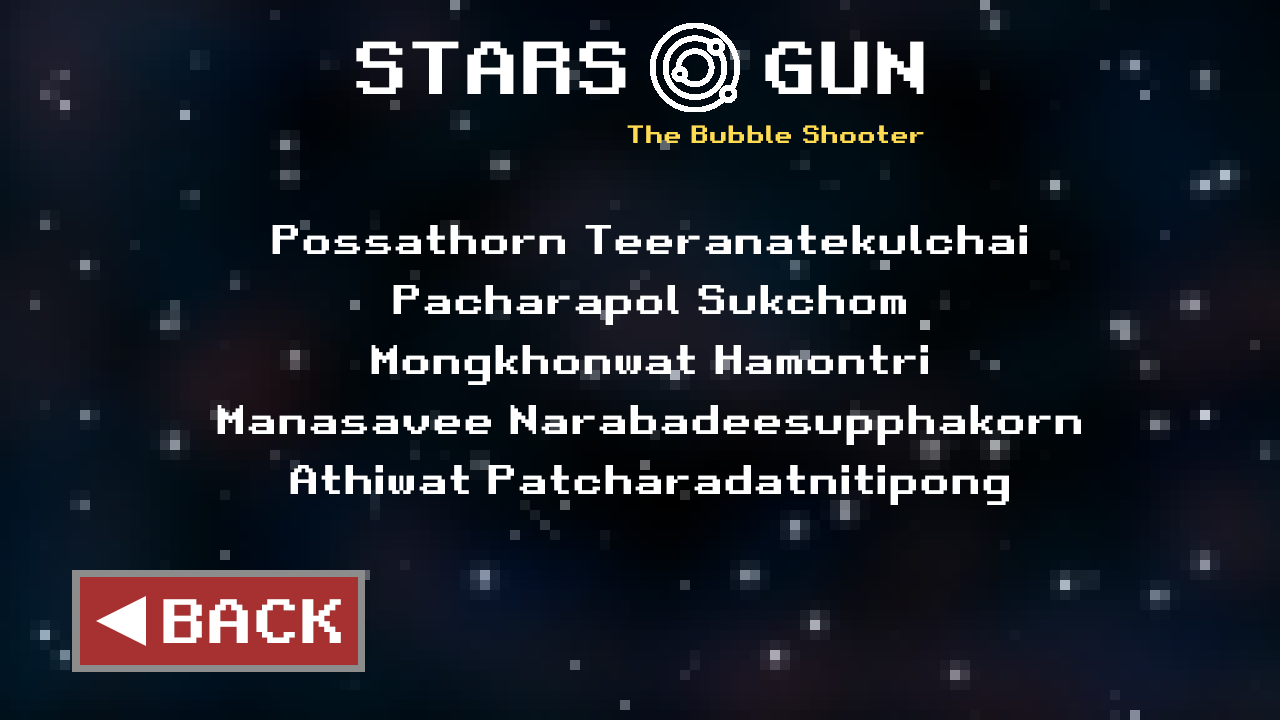 STARS GUN
The Bubble Shooter
Possathorn Teeranatekulchai
Pacharapol Sukchom
Mongkhonwat Hamontri
Manasavee Narabadeesupphakorn
Athiwat Patcharadatnitipong
BACK